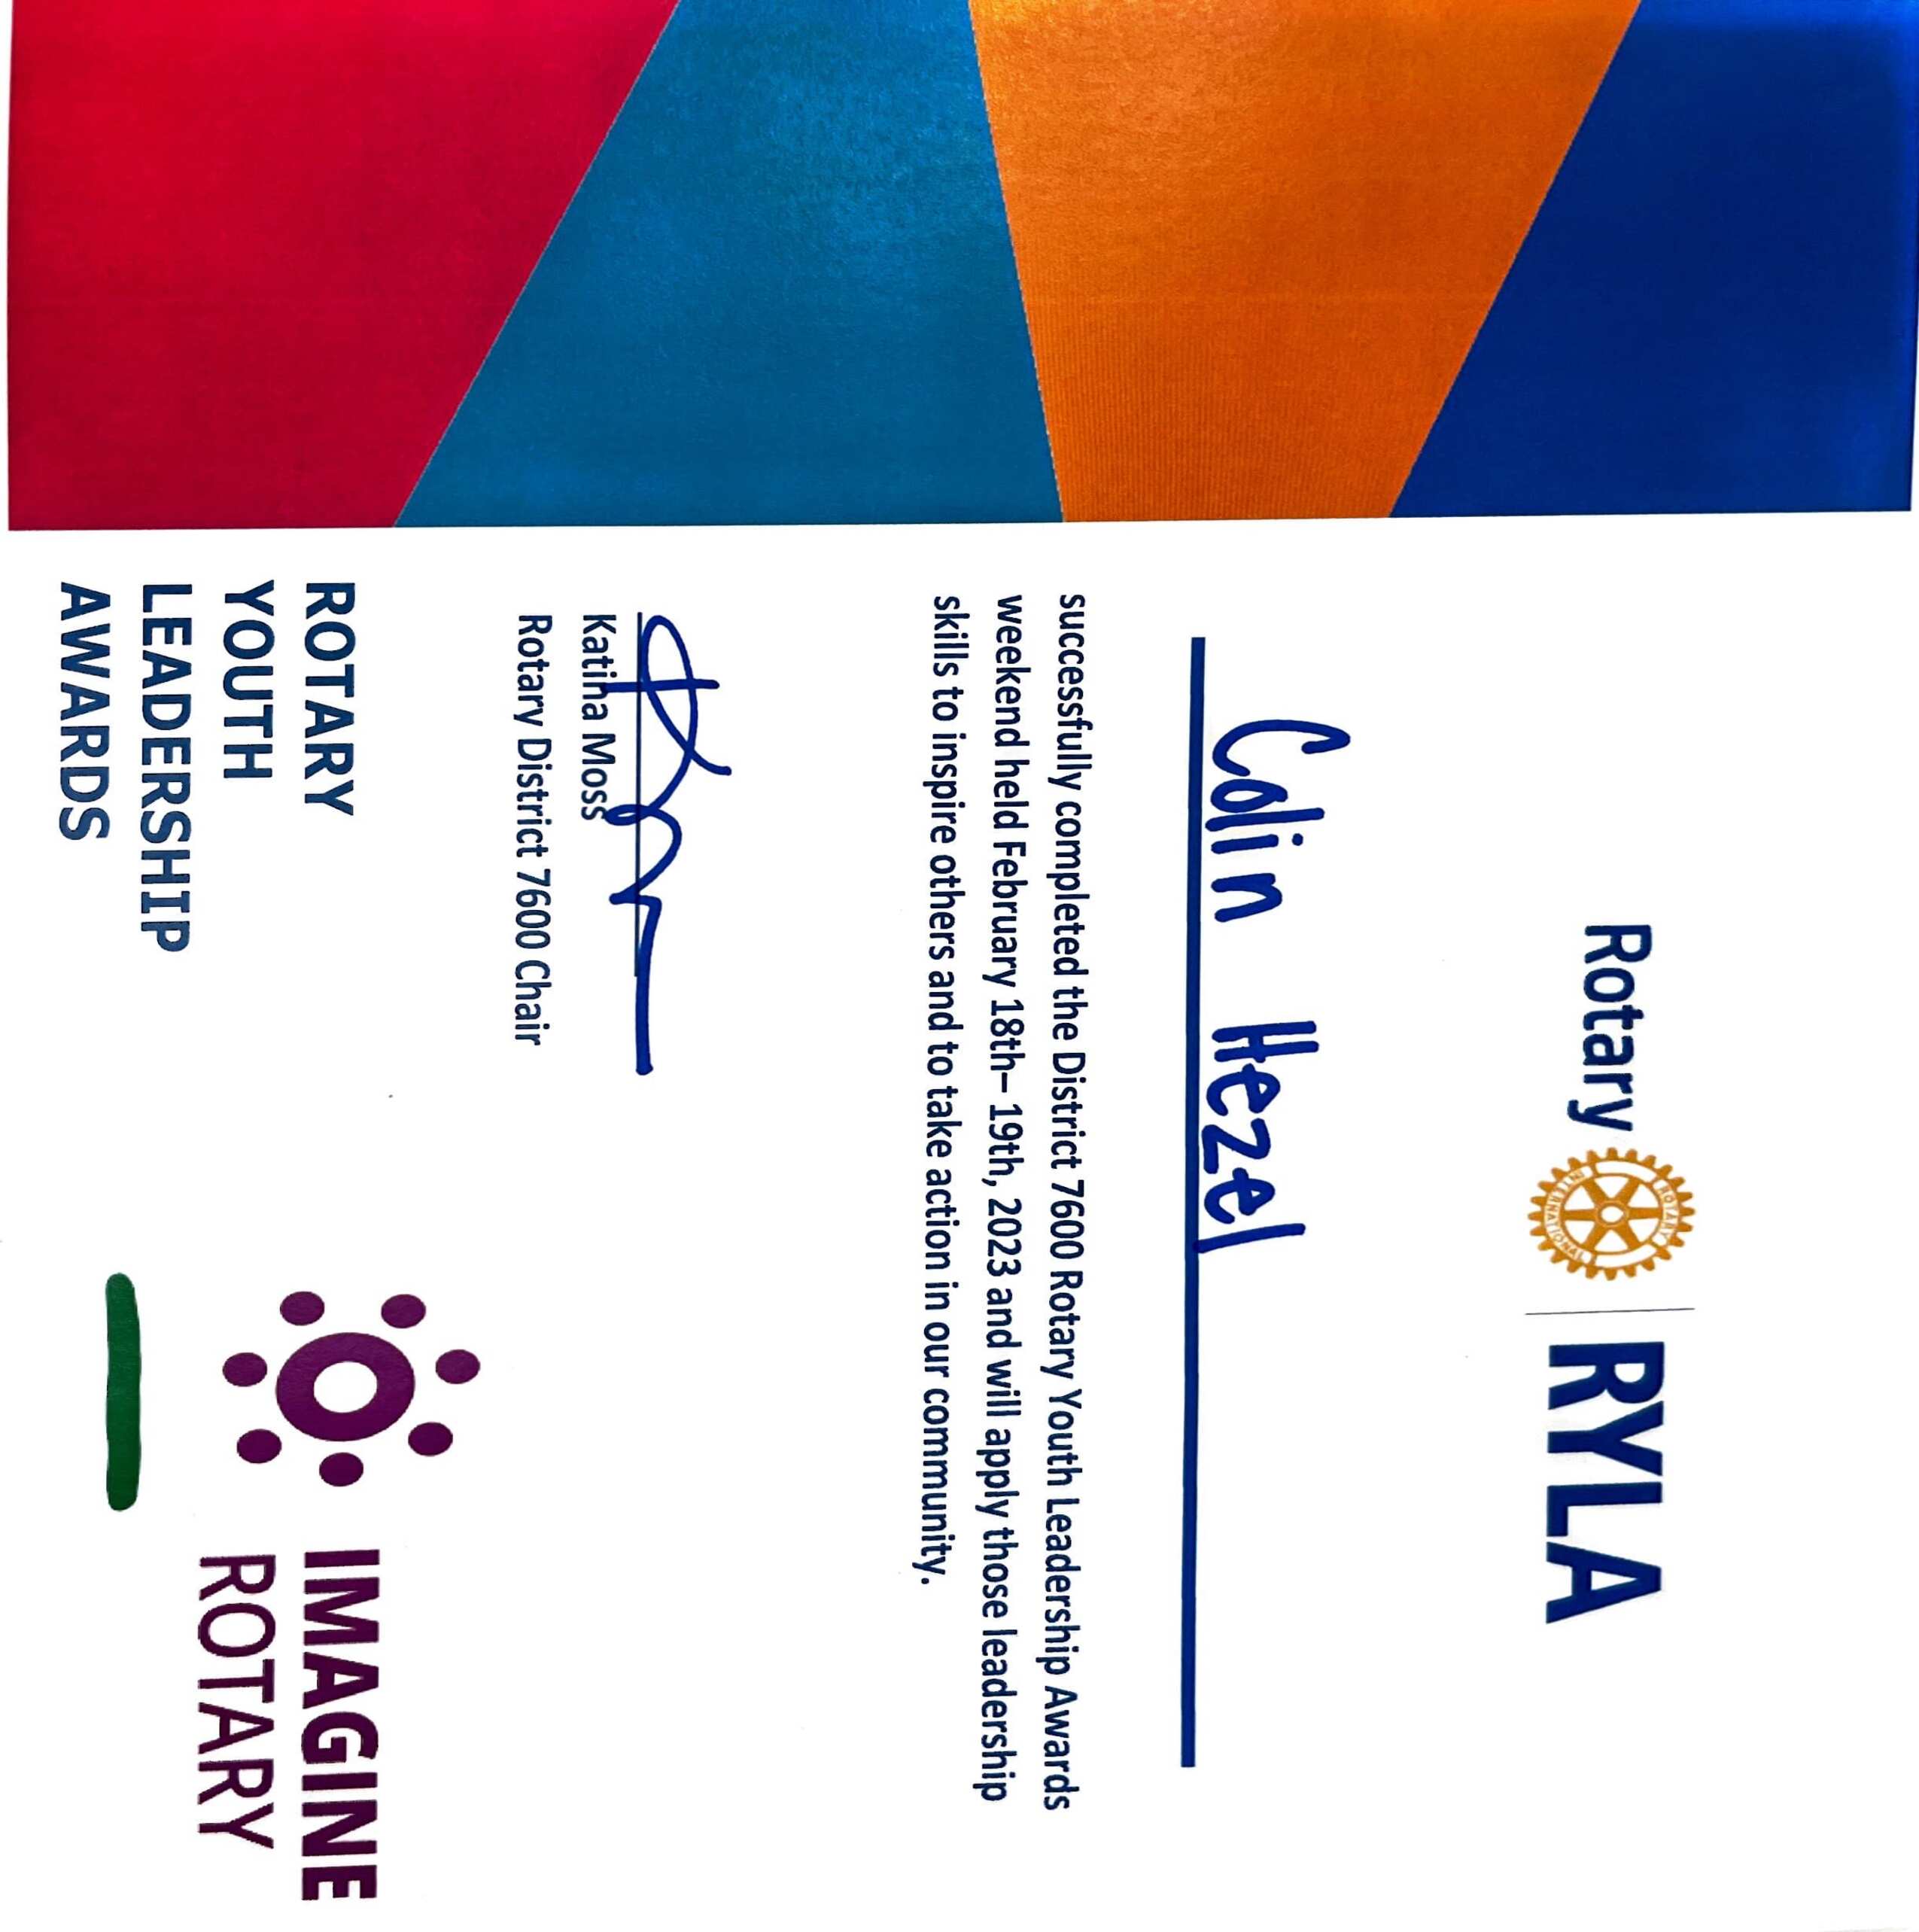 Rotary
ROTARY
INTERNATIONAL
RYLA
Colin Hezel
successfully completed the District 7600 Rotary Youth Leadership Awards
weekend held February 18th– 19th, 2023 and will apply those leadership
skills to inspire others and to take action in our community.
Katina Moss
Rotary District 7600 Chair
ROTARY
YOUTH
LEADERSHIP
AWARDS
IMAGINE
ROTARY